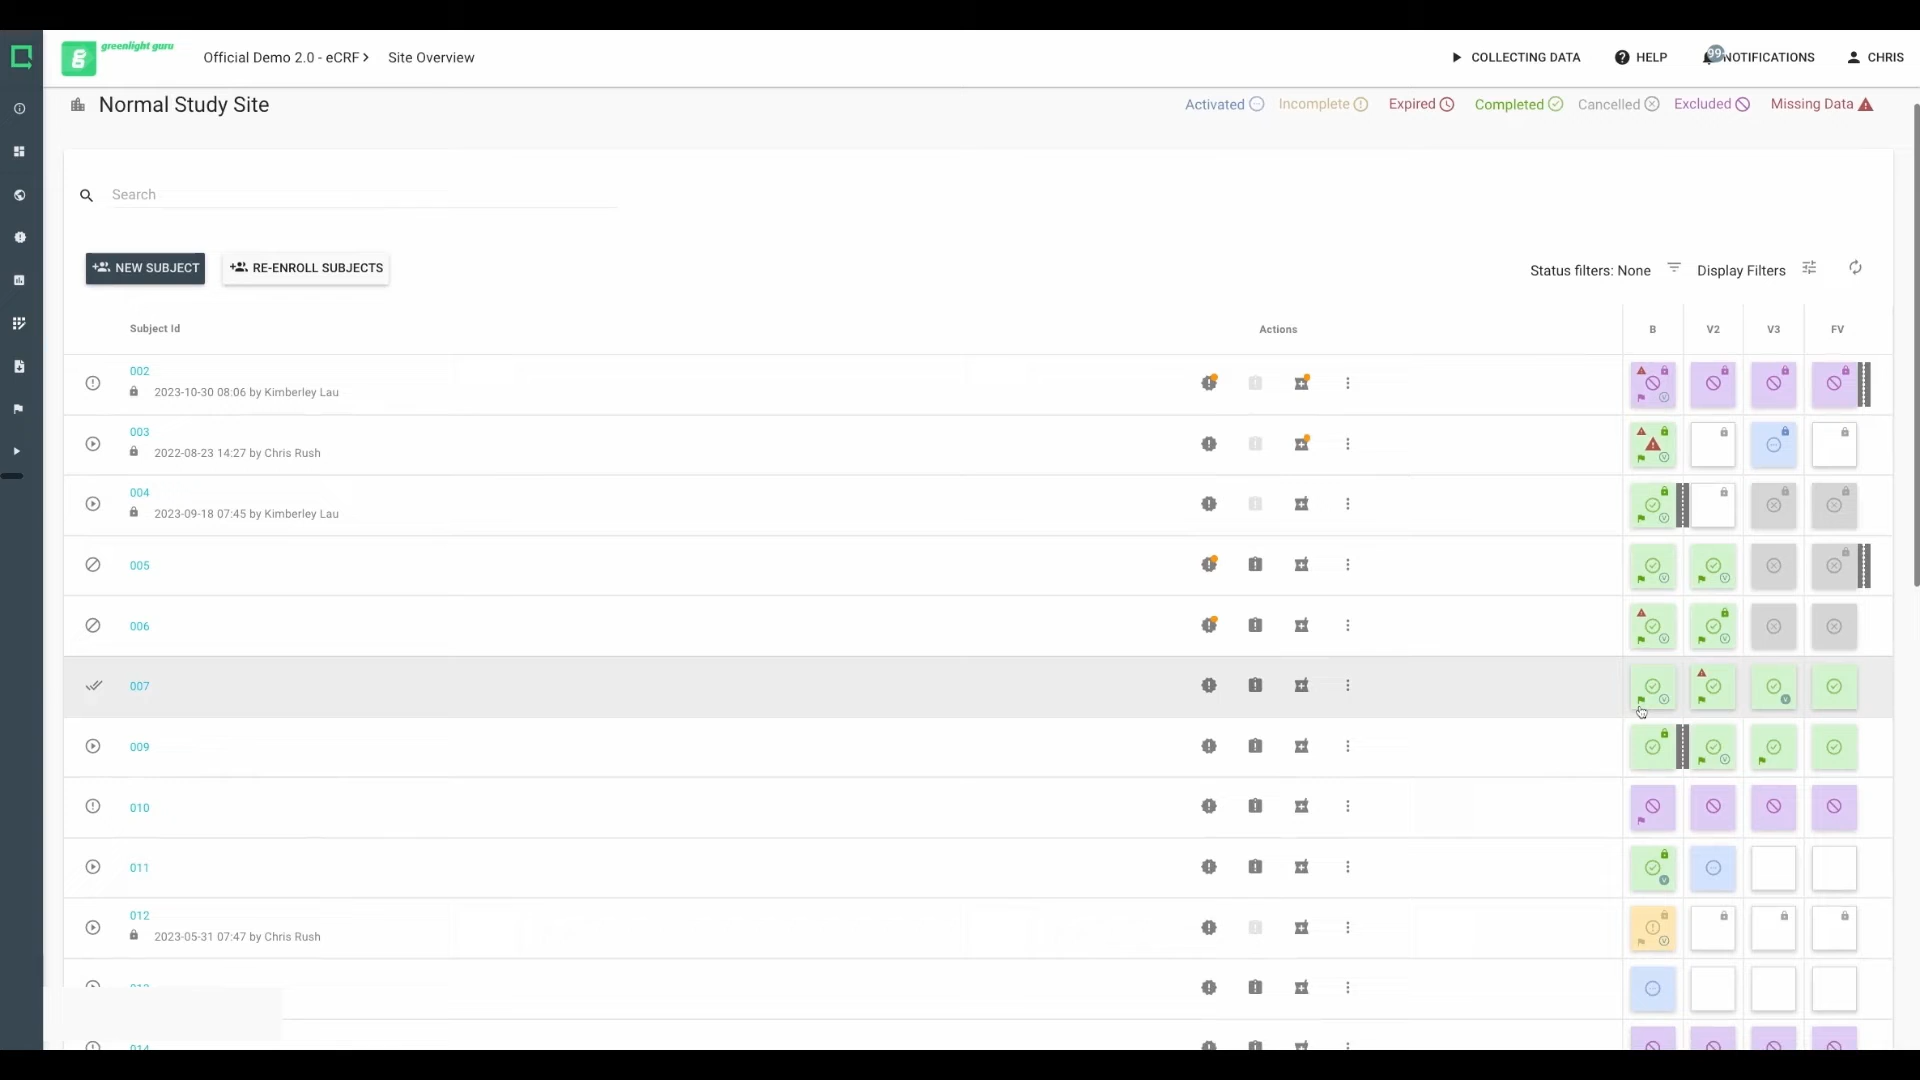 greenlight guru
Official Demo 2.0 - eCRF > Site Overview
COLLECTING DATA HELP 99 NOTIFICATIONS CHRIS
Normal Study Site
Activated Incomplete Expired Completed Cancelled Excluded Missing Data
Search
NEW SUBJECT RE-ENROLL SUBJECTS
Status filters: None Display Filters
Subject Id Actions B V2 V3 FV
002
2023-10-30 08:06 by Kimberley Lau
003
2022-08-23 14:27 by Chris Rush
004
2023-09-18 07:45 by Kimberley Lau
005
006
007
009
010
011
012
2023-05-31 07:47 by Chris Rush
014